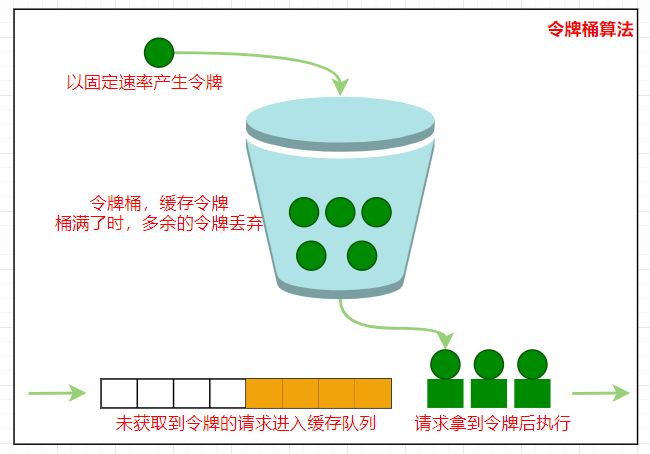 令牌桶算法
以固定速率产生令牌
令牌桶，缓存令牌
桶满了时，多余的令牌丢弃
未获取到令牌的请求进入缓存队列
请求拿到令牌后执行